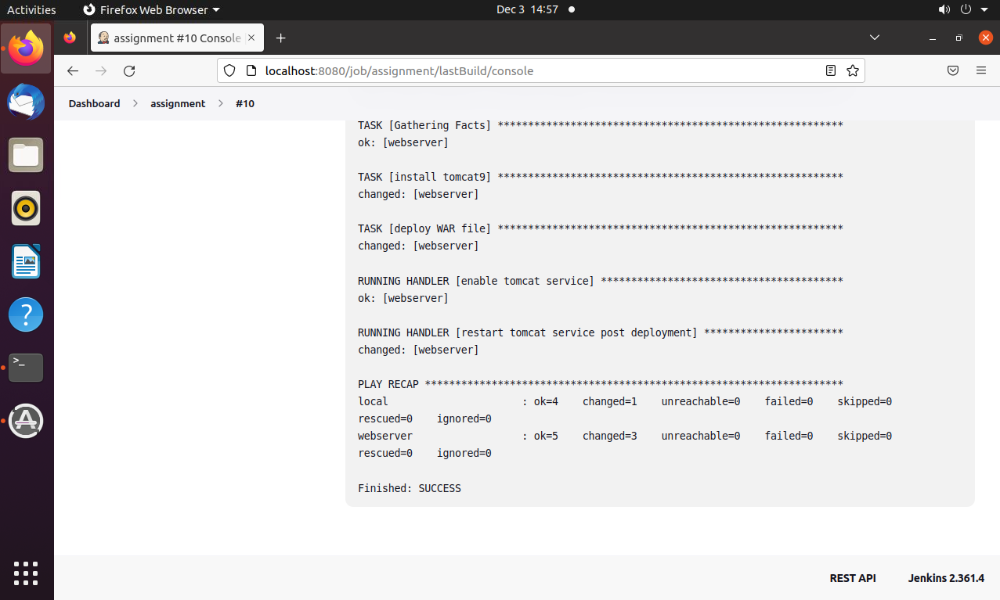 Activities
Firefox Web Browser
Dec 3 14:57
assignment #10 Console
localhost:8080/job/assignment/lastBuild/console
Dashboard
assignment
#10
TASK [Gathering Facts] *********************************************************
ok: [webserver]
TASK [install tomcat9] *********************************************************
changed: [webserver]
TASK [deploy WAR file] *********************************************************
changed: [webserver]
RUNNING HANDLER [enable tomcat service] ****************************************
ok: [webserver]
RUNNING HANDLER [restart tomcat service post deployment] ***********************
changed: [webserver]
PLAY RECAP *********************************************************************
local : ok=4 changed=1 unreachable=0 failed=0 skipped=0
rescued=0 ignored=0
webserver : ok=5 changed=3 unreachable=0 failed=0 skipped=0
rescued=0 ignored=0
Finished: SUCCESS
REST API
Jenkins 2.361.4